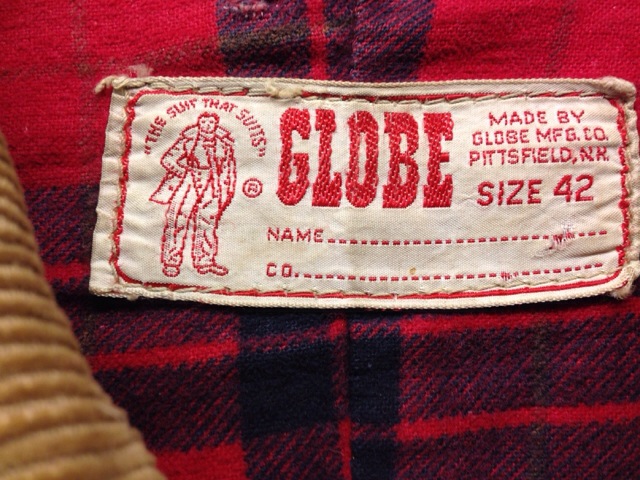 "THE SUIT THAT SUITS"
®
GLOBE
MADE BY
GLOBE MFG. CO.
PITTSFIELD, N.H.
SIZE 42
NAME
CO.